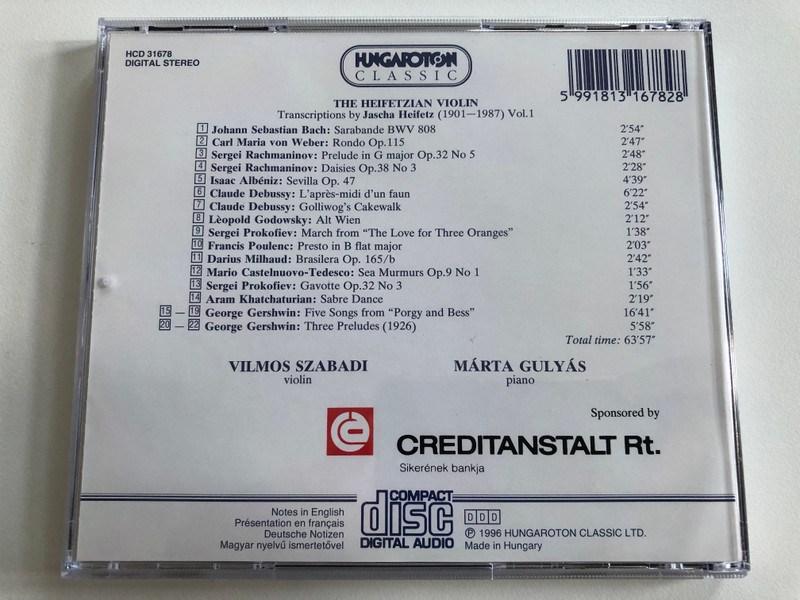 HCD 31678
DIGITAL STEREO
HUNGAROTON
CLASSIC
5 991813 167828
THE HEIFETZIAN VIOLIN
Transcriptions by Jascha Heifetz (1901—1987) Vol.1
1 Johann Sebastian Bach: Sarabande BWV 808 2'54"
2 Carl Maria von Weber: Rondo Op.115 2'47"
3 Sergei Rachmaninov: Prelude in G major Op.32 No 5 2'48"
4 Sergei Rachmaninov: Daisies Op.38 No 3 2'28"
5 Isaac Albéniz: Sevilla Op. 47 4'39"
6 Claude Debussy: L'après-midi d'un faun 6'22"
7 Claude Debussy: Golliwog's Cakewalk 2'54"
8 Lèopold Godowsky: Alt Wien 2'12"
9 Sergei Prokofiev: March from "The Love for Three Oranges" 1'38"
10 Francis Poulenc: Presto in B flat major 2'03"
11 Darius Milhaud: Brasilera Op. 165/b 2'42"
12 Mario Castelnuovo-Tedesco: Sea Murmurs Op.9 No 1 1'33"
13 Sergei Prokofiev: Gavotte Op.32 No 3 1'56"
14 Aram Khatchaturian: Sabre Dance 2'19"
15 — 19 George Gershwin: Five Songs from "Porgy and Bess" 16'41"
20 — 22 George Gershwin: Three Preludes (1926) 5'58"
Total time: 63'57"
VILMOS SZABADI MÁRTA GULYÁS
violin piano
Sponsored by
CREDITANSTALT Rt.
Sikerének bankja
Notes in English
Présentation en français
Deutsche Notizen
Magyar nyelvű ismertetővel
COMPACT
disc
DIGITAL AUDIO
DDD
℗ 1996 HUNGAROTON CLASSIC LTD.
Made in Hungary